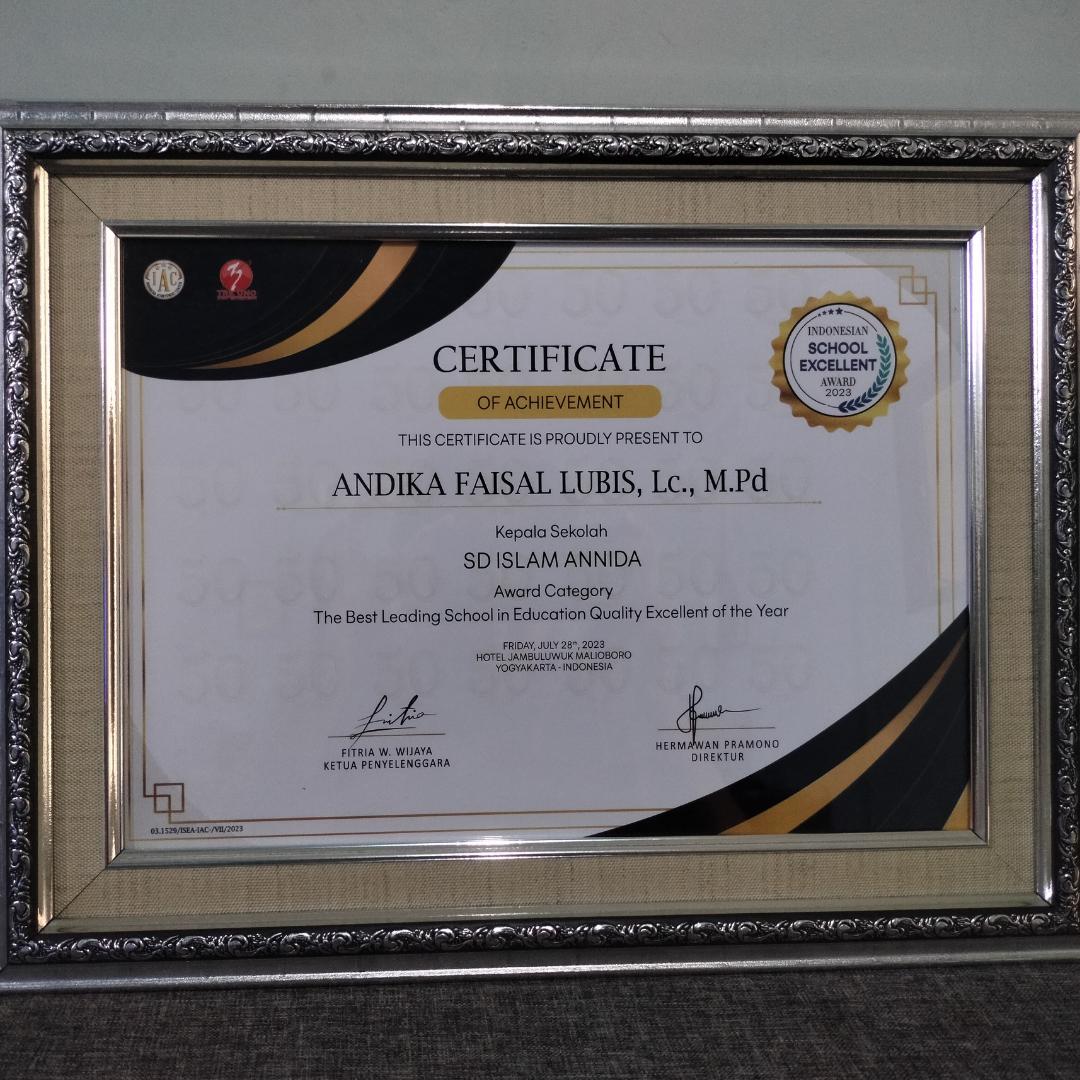 IAC
INDONESIAN
SCHOOL
EXCELLENT
AWARD
2023
CERTIFICATE
OF ACHIEVEMENT
THIS CERTIFICATE IS PROUDLY PRESENT TO
ANDIKA FAISAL LUBIS, Lc., M.Pd
Kepala Sekolah
SD ISLAM ANNIDA
Award Category
The Best Leading School in Education Quality Excellent of the Year
FRIDAY, JULY 28th, 2023
HOTEL JAMBULUWUK MALIOBORO
YOGYAKARTA - INDONESIA
FITRIA W. WIJAYA
KETUA PENYELENGGARA
HERMAWAN PRAMONO
DIREKTUR
03.1529/ISEA-IAC-/VII/2023